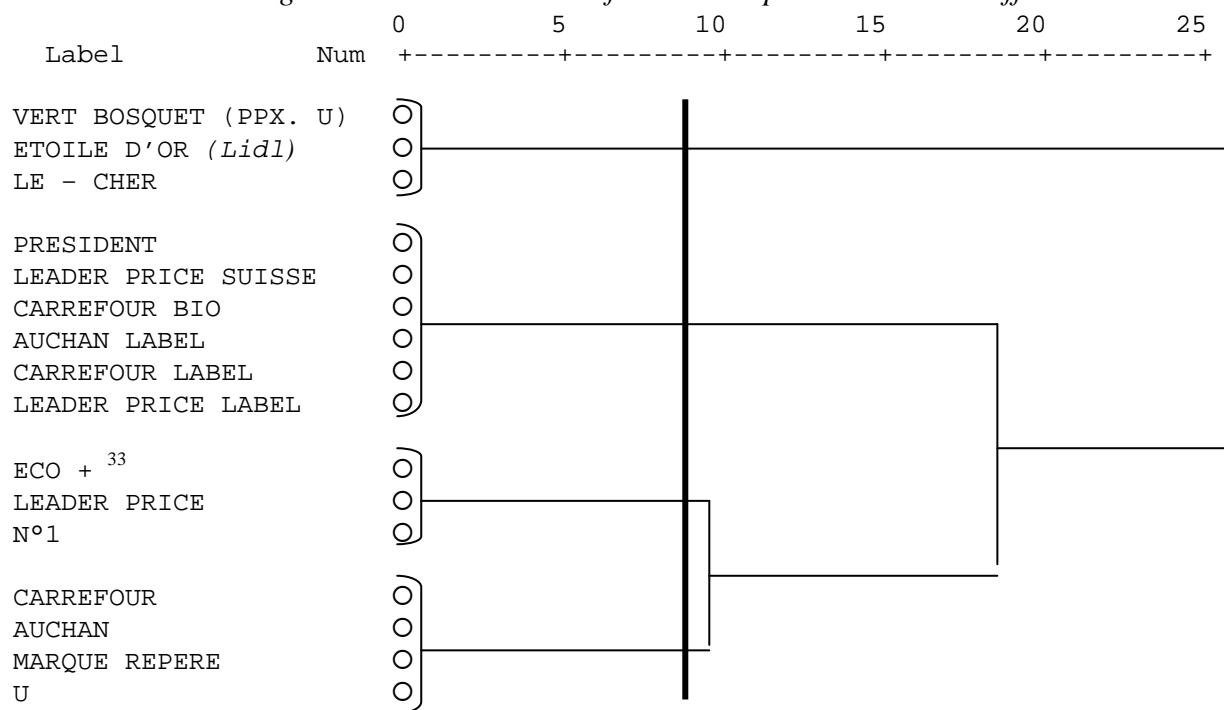 0 5 10 15 20 25
Label Num +---------+---------+---------+---------+---------+
VERT BOSQUET (PPX. U)
ETOILE D'OR (Lidl)
LE – CHER
PRESIDENT
LEADER PRICE SUISSE
CARREFOUR BIO
AUCHAN LABEL
CARREFOUR LABEL
LEADER PRICE LABEL
ECO + 33
LEADER PRICE
N°1
CARREFOUR
AUCHAN
MARQUE REPERE
U